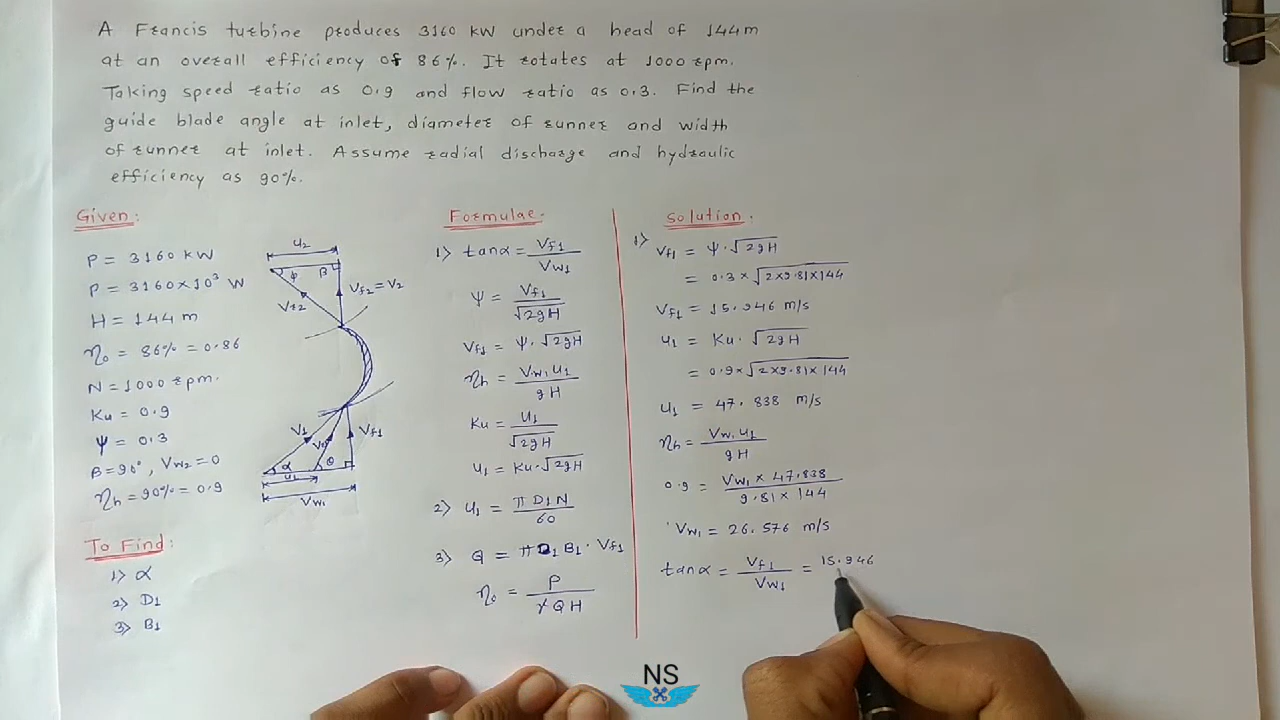 A Francis turbine produces 3160 kW under a head of 144m
at an overall efficiency of 86%. It rotates at 1000 rpm.
Taking speed ratio as 0.9 and flow ratio as 0.3. Find the
guide blade angle at inlet, diameter of runner and width
of runner at inlet. Assume radial discharge and hydraulic
efficiency as 90%.
Given:
P = 3160 kW
P = 3160×10³ W
H = 144 m
η₀ = 86% = 0.86
N = 1000 rpm.
Ku = 0.9
Ψ = 0.3
β = 90°, Vw2 = 0
ηh = 90% = 0.9
To Find:
1) α
2) D1
3) B1
u2
φ
β
Vr2
Vf2 = V2
V1
Vf1
α
θ
u1
Vw1
Formulae.
1) tanα = Vf1/Vw1
Ψ = Vf1/√2gH
Vf1 = Ψ·√2gH
ηh = Vw1 u1/gH
Ku = u1/√2gH
u1 = Ku·√2gH
2) u1 = π D1 N/60
3) Q = π D1 B1 · Vf1
η₀ = P/γQH
Solution.
1) Vf1 = Ψ·√2gH
= 0.3×√2×9.81×144
Vf1 = 15.946 m/s
u1 = Ku·√2gH
= 0.9×√2×9.81×144
u1 = 47.838 m/s
ηh = Vw1 u1/gH
0.9 = Vw1 × 47.838/9.81×144
Vw1 = 26.576 m/s
tanα = Vf1/Vw1 = 15.946
NS